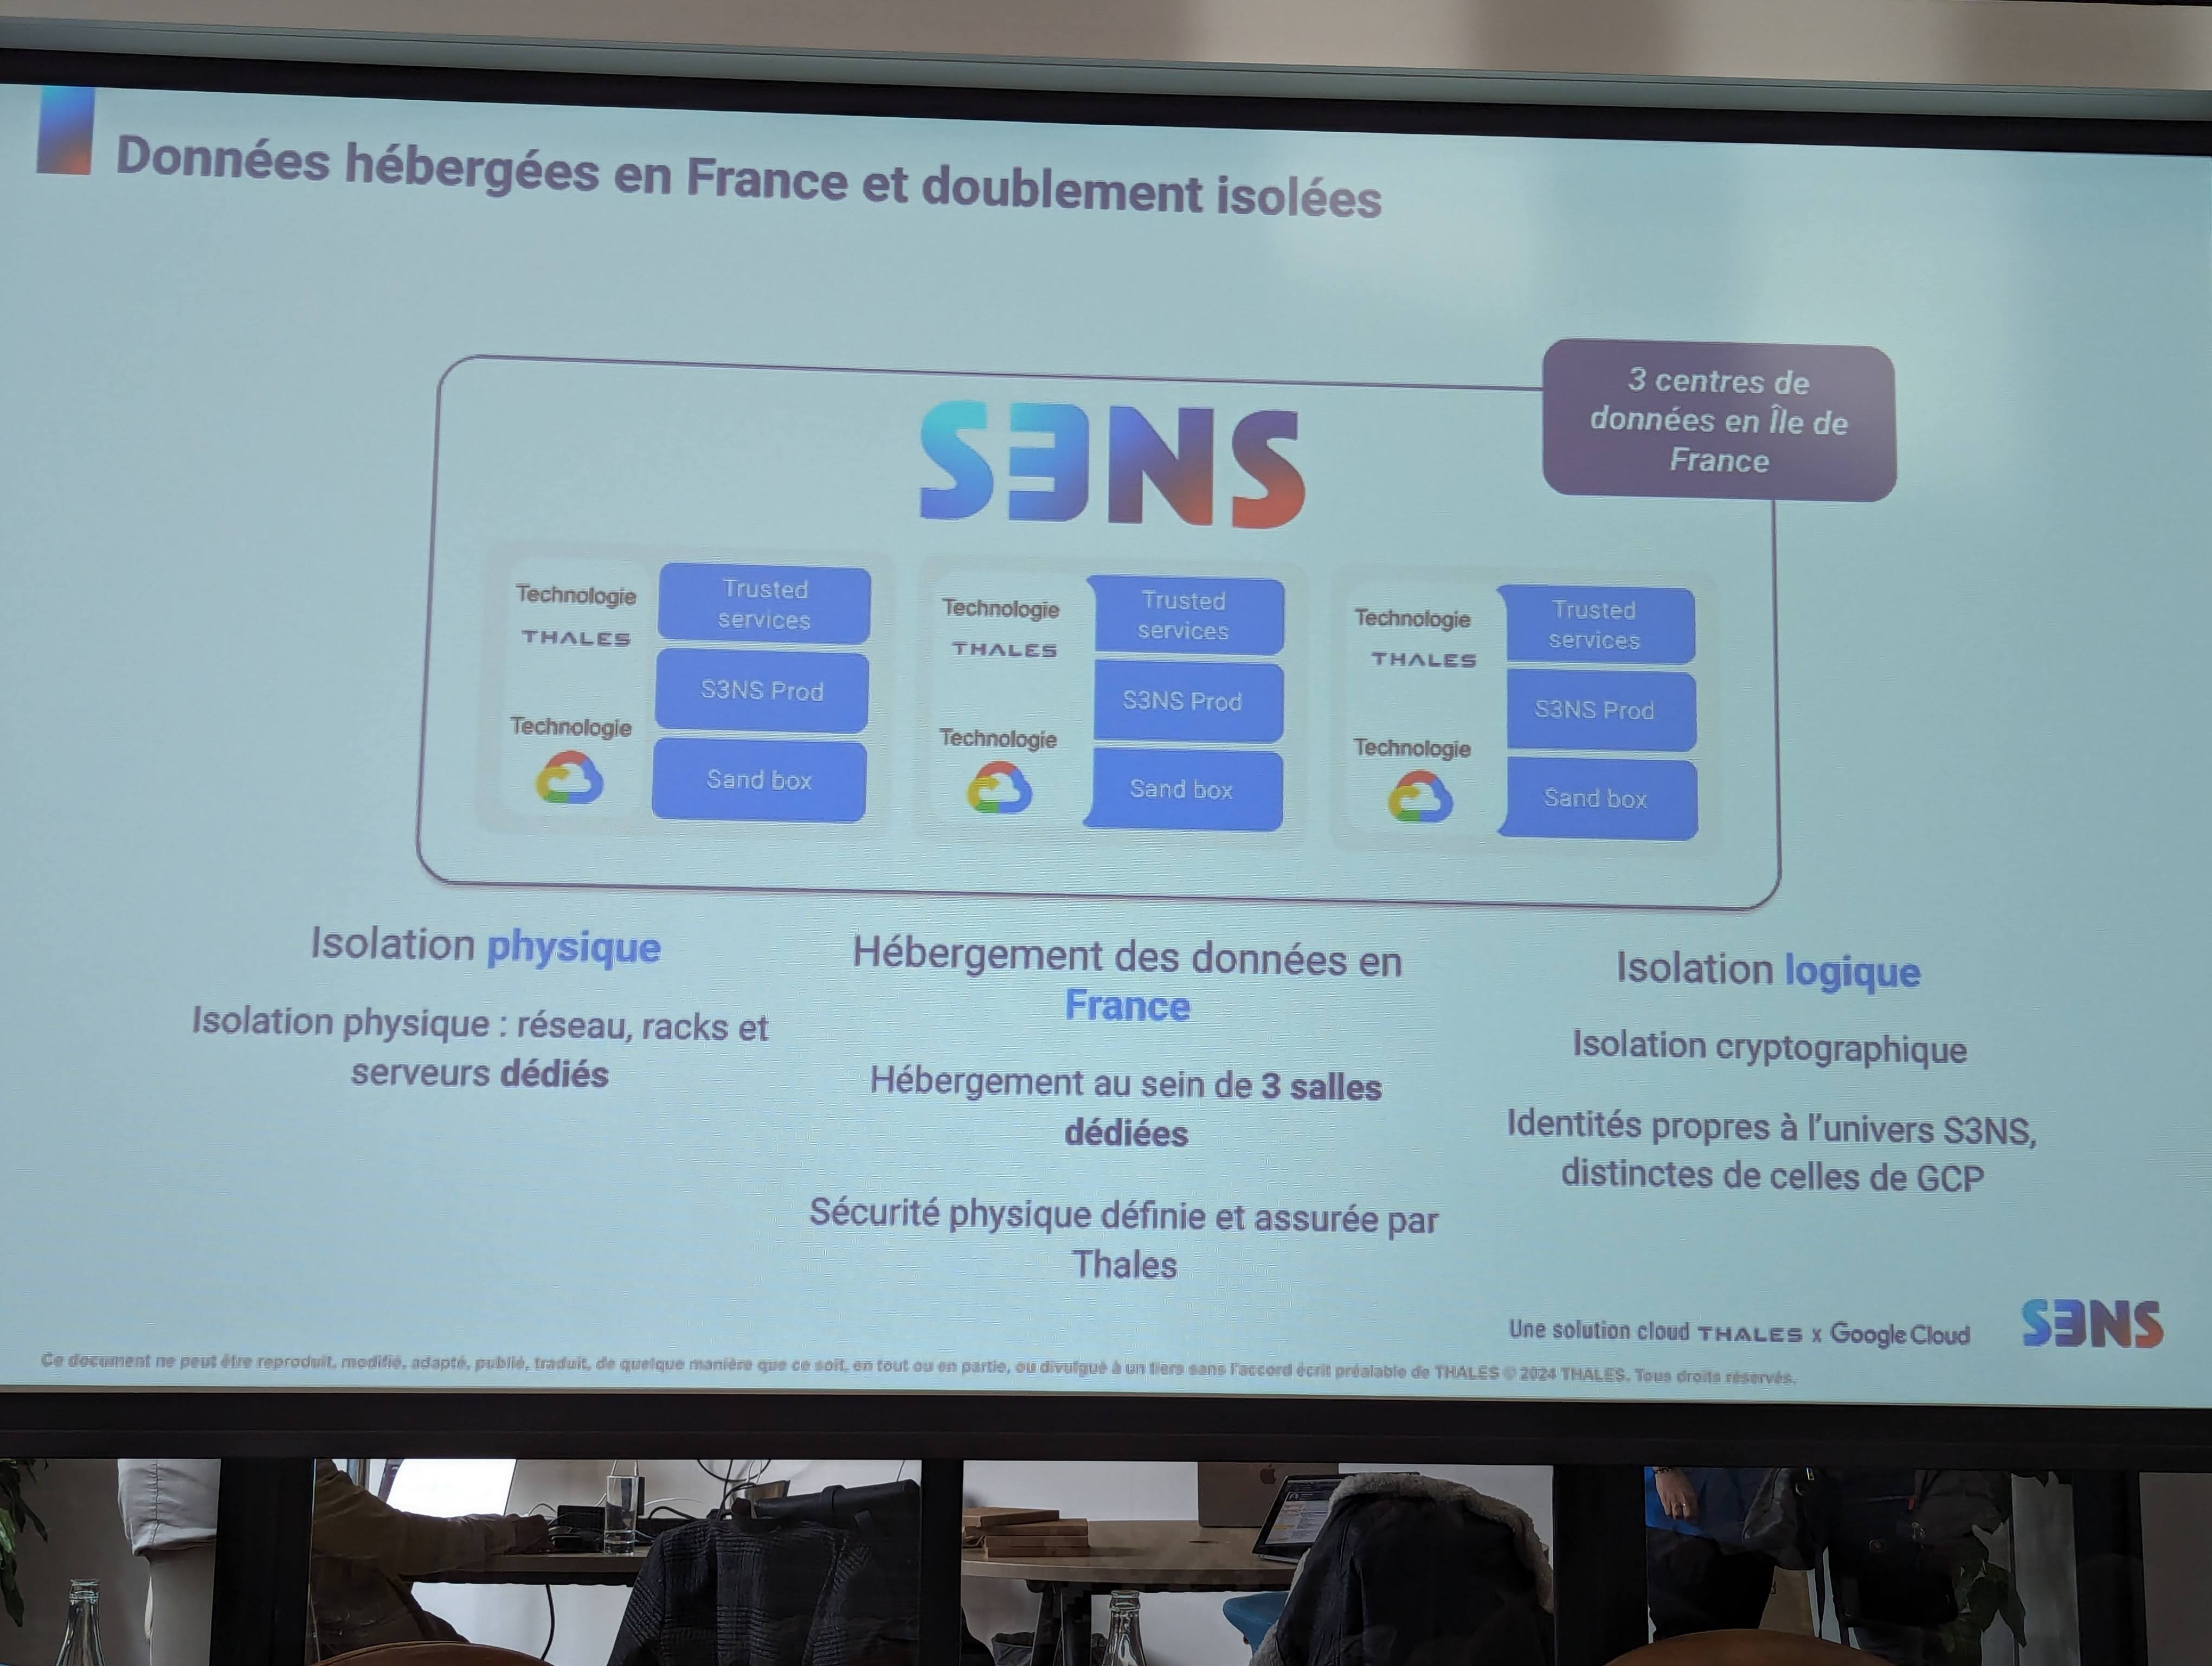 Données hébergées en France et doublement isolées
3 centres de
données en Île de
France
S3NS
Technologie
THALES
Technologie
Trusted
services
S3NS Prod
Sand box
Technologie
THALES
Technologie
Trusted
services
S3NS Prod
Sand box
Technologie
THALES
Technologie
Trusted
services
S3NS Prod
Sand box
Isolation physique
Isolation physique : réseau, racks et
serveurs dédiés
Hébergement des données en
France
Hébergement au sein de 3 salles
dédiées
Sécurité physique définie et assurée par
Thales
Isolation logique
Isolation cryptographique
Identités propres à l'univers S3NS,
distinctes de celles de GCP
Une solution cloud THALES x Google Cloud
S3NS
Ce document ne peut être reproduit, modifié, adapté, publié, traduit, de quelque manière que ce soit, en tout ou en partie, ou divulgué à un tiers sans l'accord écrit préalable de THALES © 2024 THALES. Tous droits réservés.